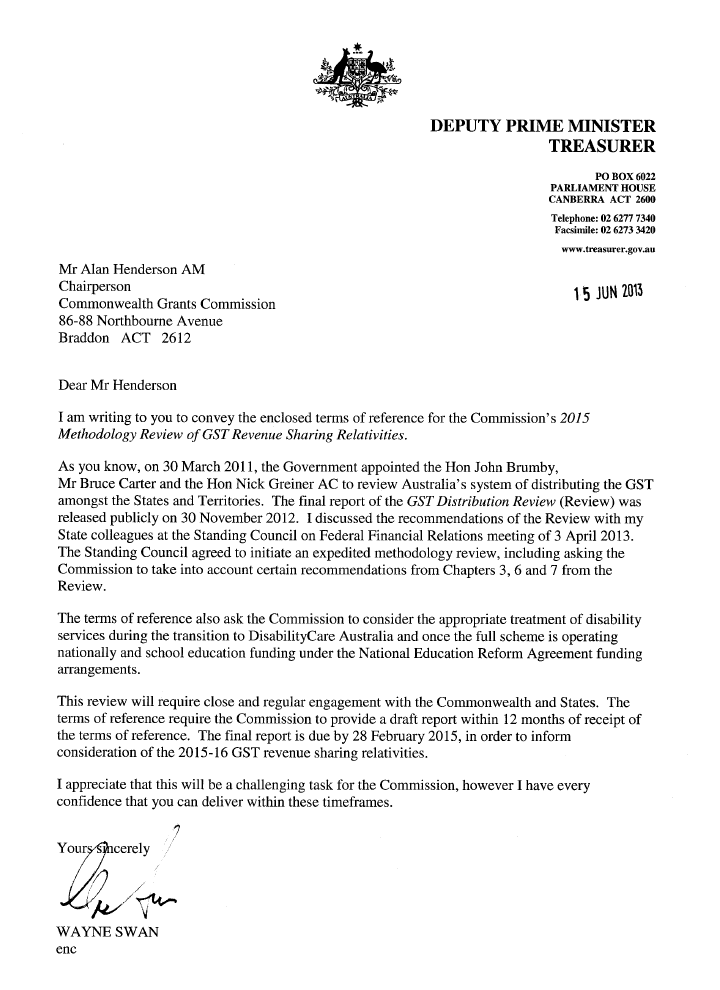 AUSTRALIA
DEPUTY PRIME MINISTER
TREASURER
PO BOX 6022
PARLIAMENT HOUSE
CANBERRA ACT 2600
Telephone: 02 6277 7340
Facsimile: 02 6273 3420
www.treasurer.gov.au
Mr Alan Henderson AM
Chairperson
Commonwealth Grants Commission
86-88 Northbourne Avenue
Braddon ACT 2612
15 JUN 2013
Dear Mr Henderson
I am writing to you to convey the enclosed terms of reference for the Commission's 2015
Methodology Review of GST Revenue Sharing Relativities.
As you know, on 30 March 2011, the Government appointed the Hon John Brumby,
Mr Bruce Carter and the Hon Nick Greiner AC to review Australia's system of distributing the GST
amongst the States and Territories. The final report of the GST Distribution Review (Review) was
released publicly on 30 November 2012. I discussed the recommendations of the Review with my
State colleagues at the Standing Council on Federal Financial Relations meeting of 3 April 2013.
The Standing Council agreed to initiate an expedited methodology review, including asking the
Commission to take into account certain recommendations from Chapters 3, 6 and 7 from the
Review.
The terms of reference also ask the Commission to consider the appropriate treatment of disability
services during the transition to DisabilityCare Australia and once the full scheme is operating
nationally and school education funding under the National Education Reform Agreement funding
arrangements.
This review will require close and regular engagement with the Commonwealth and States. The
terms of reference require the Commission to provide a draft report within 12 months of receipt of
the terms of reference. The final report is due by 28 February 2015, in order to inform
consideration of the 2015-16 GST revenue sharing relativities.
I appreciate that this will be a challenging task for the Commission, however I have every
confidence that you can deliver within these timeframes.
Yours sincerely
WAYNE SWAN
enc